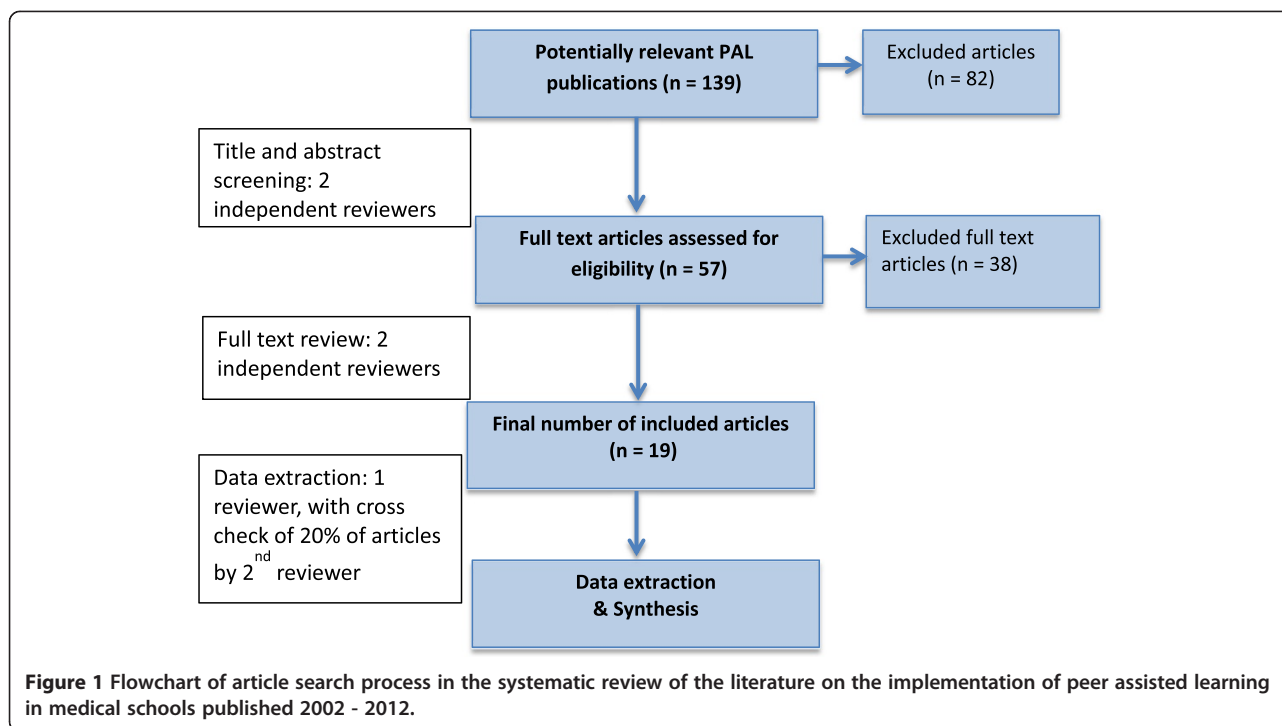 Potentially relevant PAL
publications (n = 139)
Excluded articles
(n = 82)
Title and abstract
screening: 2
independent reviewers
Full text articles assessed for
eligibility (n = 57)
Excluded full text
articles (n = 38)
Full text review: 2
independent reviewers
Final number of included articles
(n = 19)
Data extraction: 1
reviewer, with cross
check of 20% of articles
by 2nd reviewer
Data extraction
& Synthesis
Figure 1 Flowchart of article search process in the systematic review of the literature on the implementation of peer assisted learning
in medical schools published 2002 - 2012.